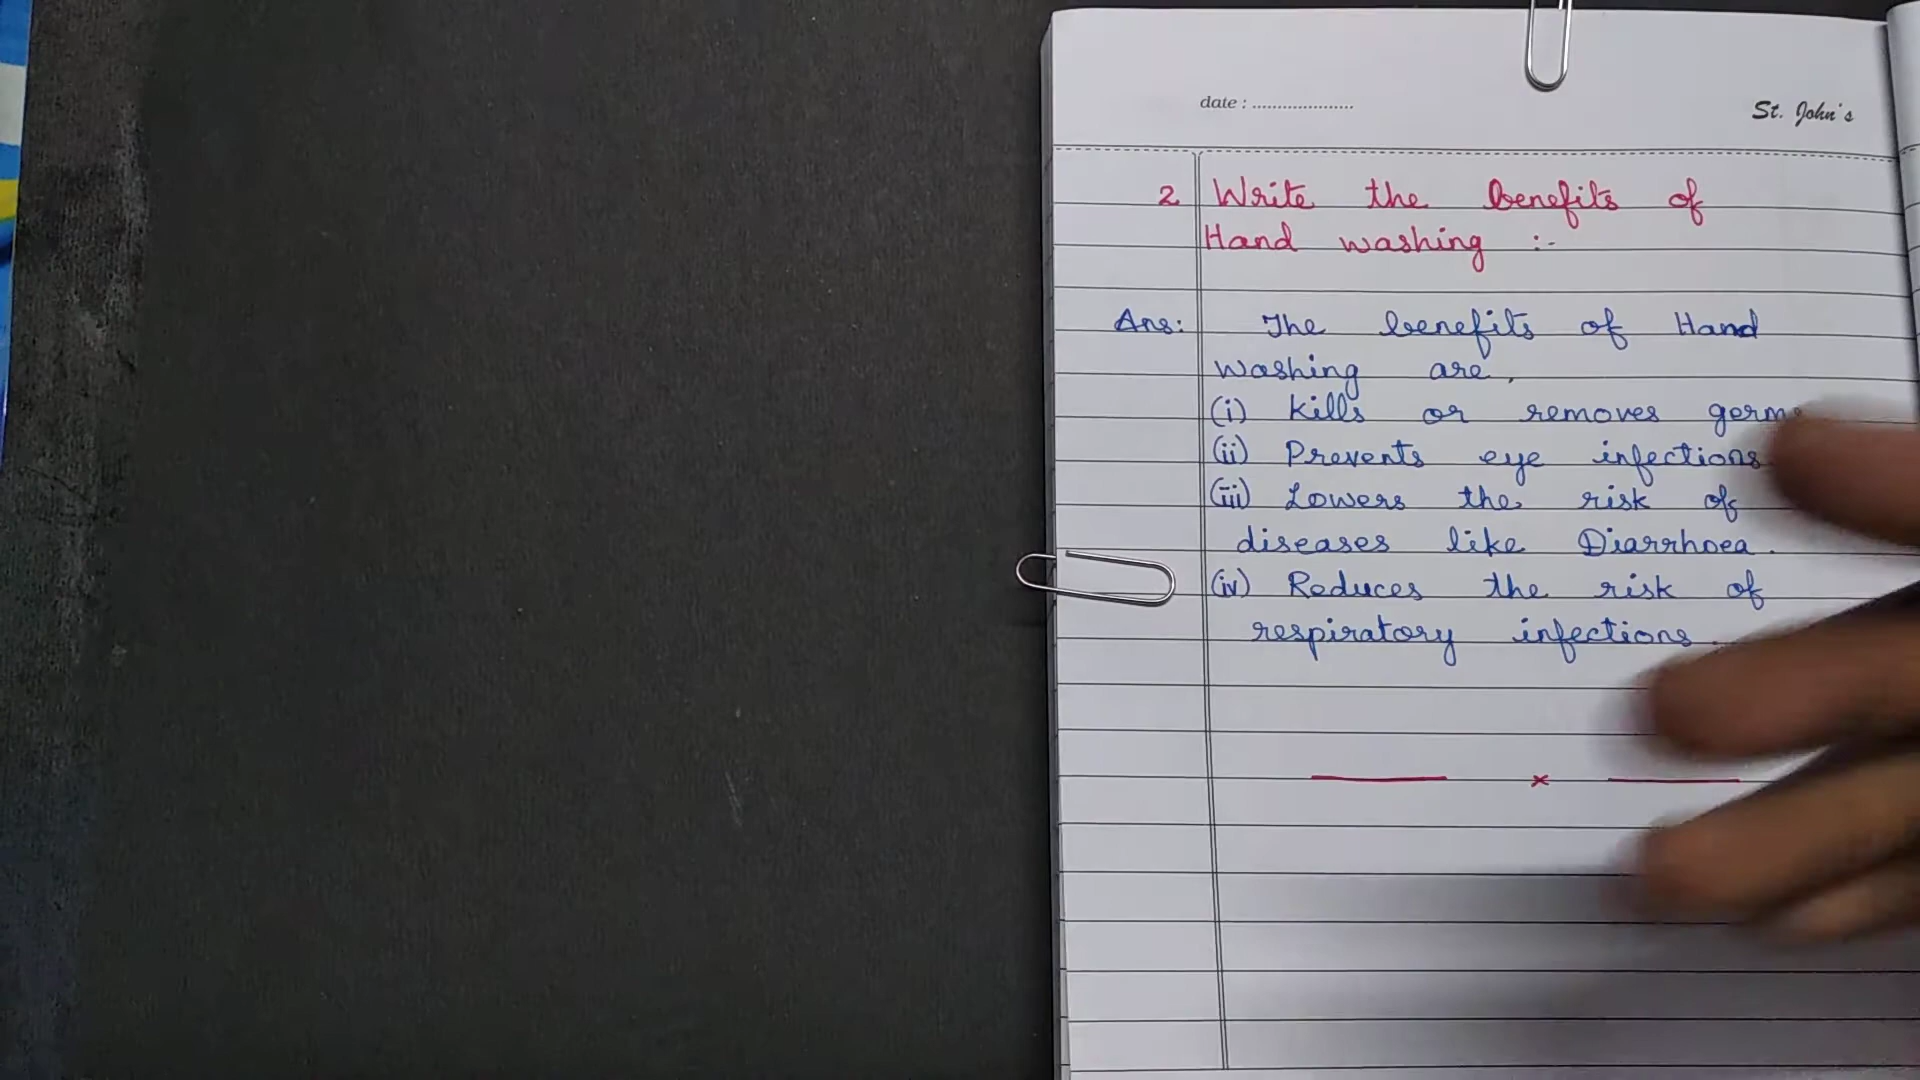 date : ....................
St. John's
2 Write the benefits of
Hand washing :-
Ans: The benefits of Hand
washing are,
(i) Kills or removes germs
(ii) Prevents eye infections
(iii) Lowers the risk of
diseases like Diarrhoea.
(iv) Reduces the risk of
respiratory infections.